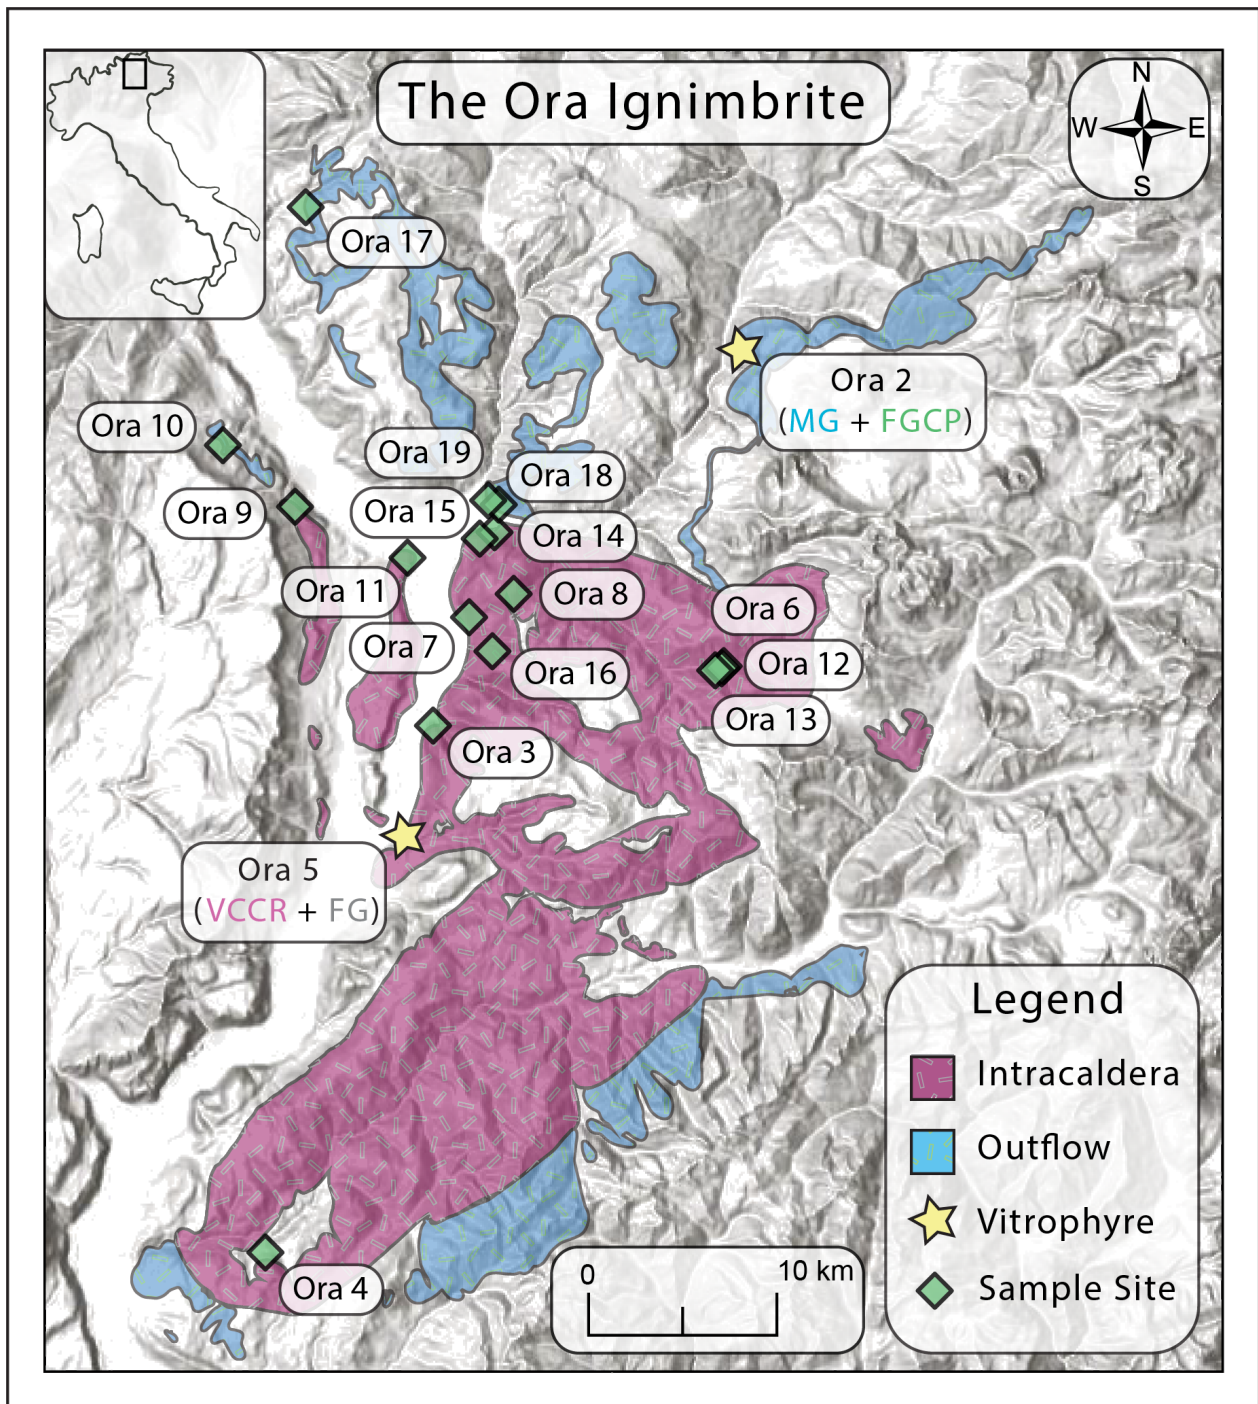 The Ora Ignimbrite
N
W E
S
Ora 17
Ora 2
(MG + FGCP)
Ora 10
Ora 19
Ora 18
Ora 9
Ora 15
Ora 14
Ora 11
Ora 8
Ora 6
Ora 7
Ora 16
Ora 12
Ora 13
Ora 3
Ora 5
(VCCR + FG)
Legend
Intracaldera
Outflow
Vitrophyre
Sample Site
0 10 km
Ora 4